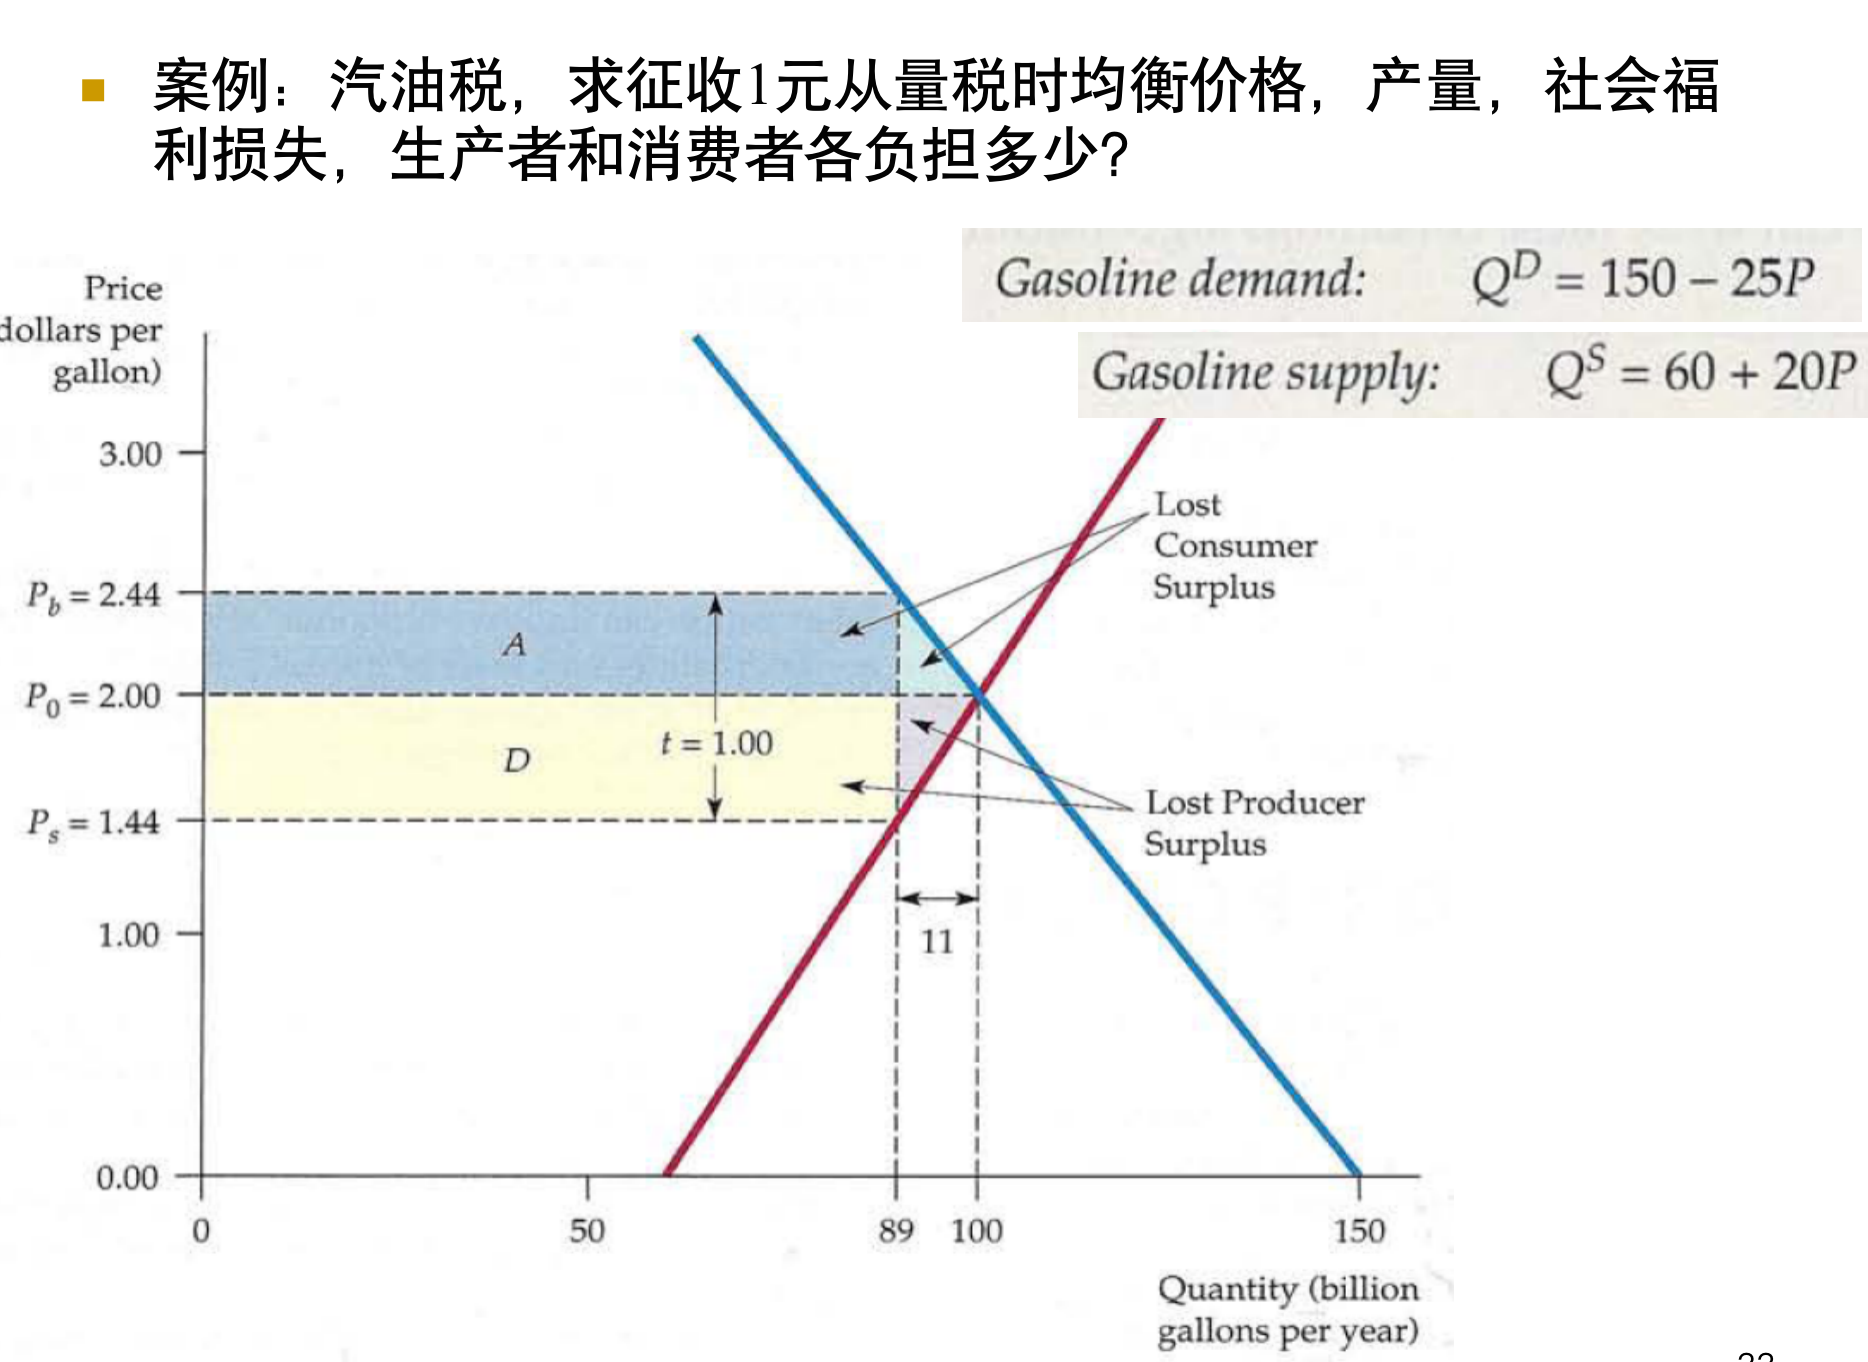 案例：汽油税，求征收1元从量税时均衡价格，产量，社会福
利损失，生产者和消费者各负担多少？
Gasoline demand: Q^D = 150 – 25P
Gasoline supply: Q^S = 60 + 20P
Price
dollars per
gallon)
3.00
Lost
Consumer
Surplus
P_b = 2.44
A
P_0 = 2.00
t = 1.00
D
Lost Producer
Surplus
P_s = 1.44
1.00
11
0.00
0 50 89 100 150
Quantity (billion
gallons per year)